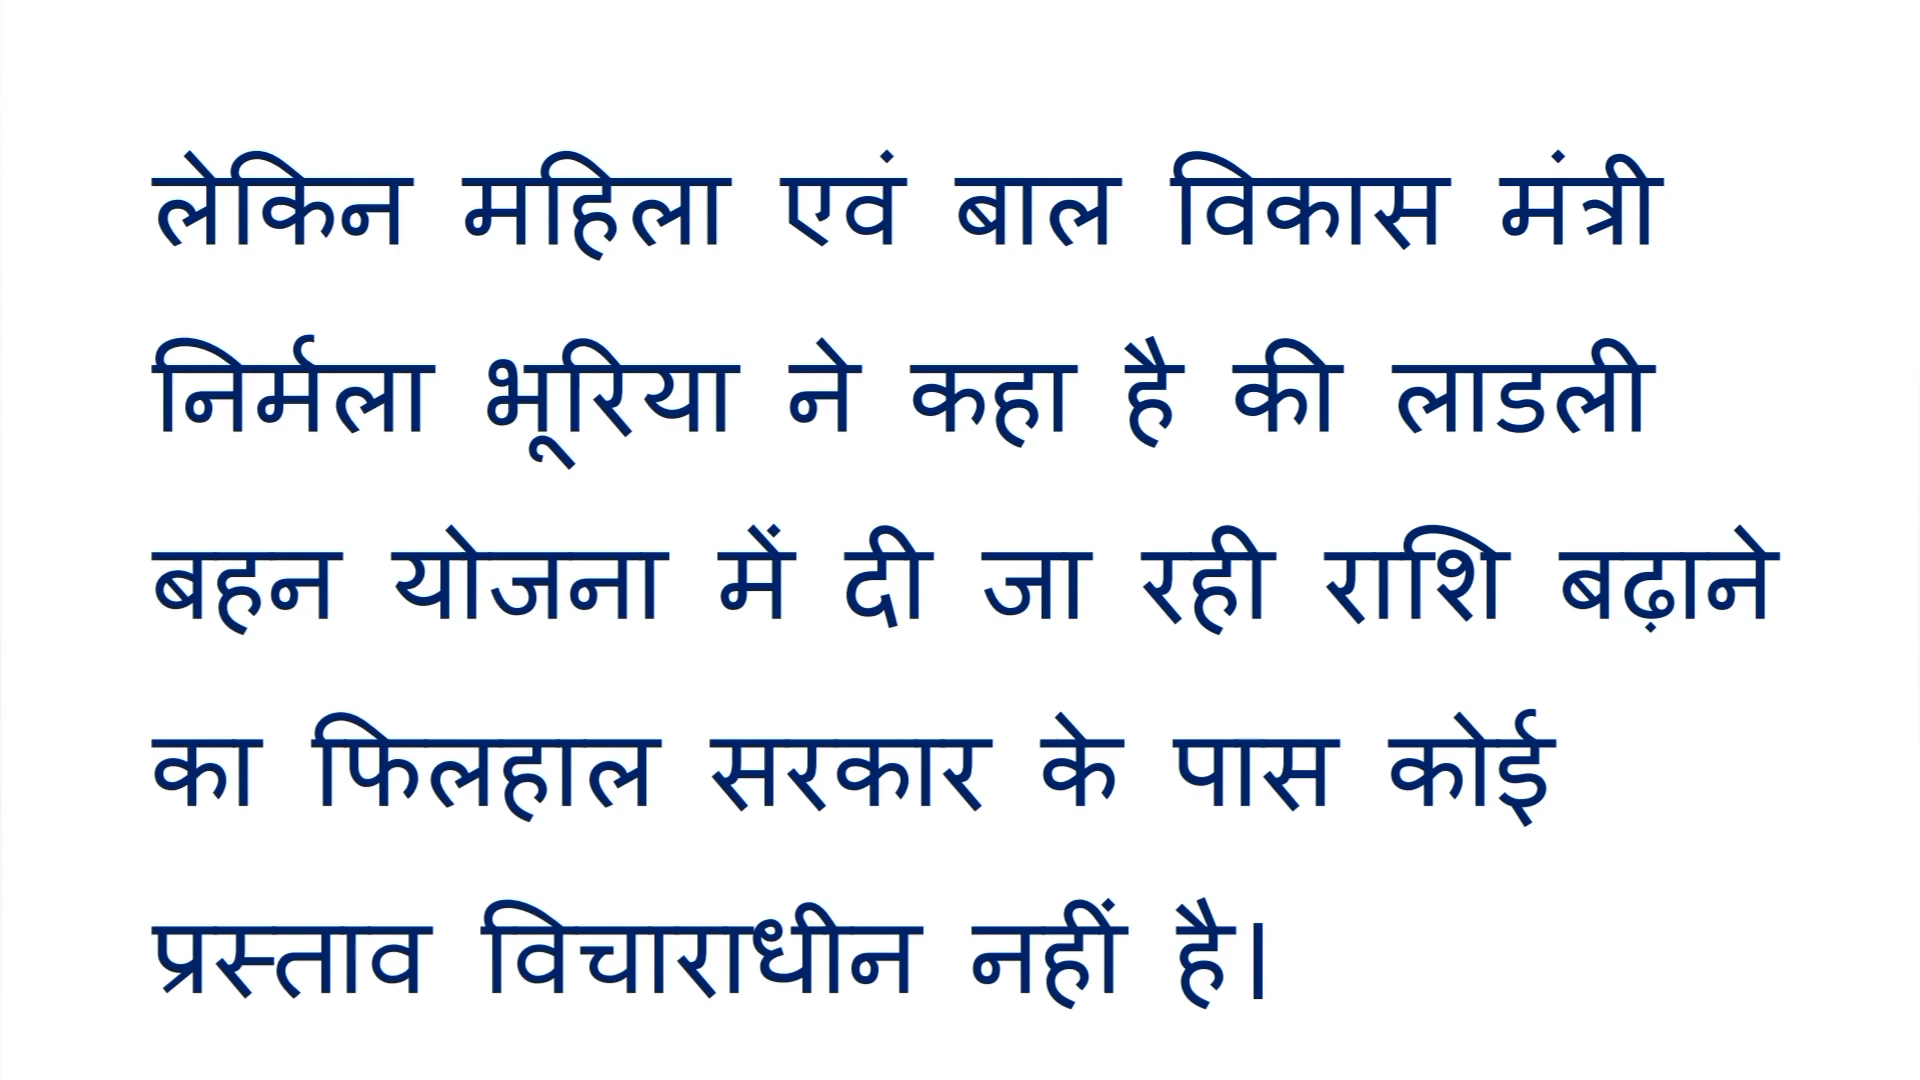 लेकिन महिला एवं बाल विकास मंत्री
निर्मला भूरिया ने कहा है की लाडली
बहन योजना में दी जा रही राशि बढ़ाने
का फिलहाल सरकार के पास कोई
प्रस्ताव विचाराधीन नहीं है।